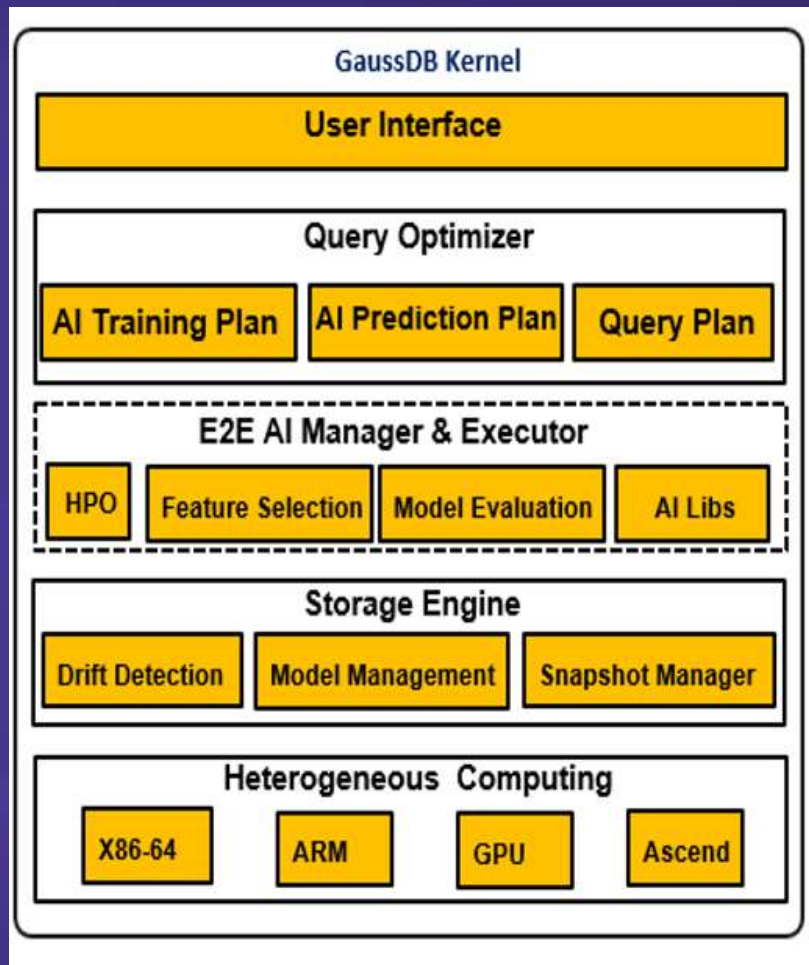 GaussDB Kernel
User Interface
Query Optimizer
AI Training Plan
AI Prediction Plan
Query Plan
E2E AI Manager & Executor
HPO
Feature Selection
Model Evaluation
AI Libs
Storage Engine
Drift Detection
Model Management
Snapshot Manager
Heterogeneous Computing
X86-64
ARM
GPU
Ascend